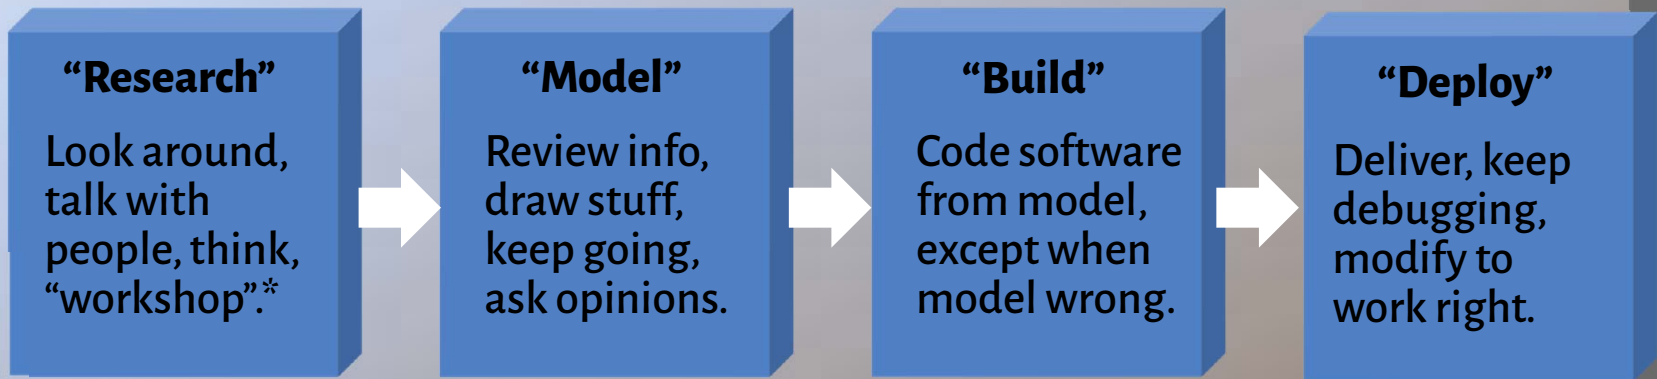 “Research”
Look around,
talk with
people, think,
“workshop”.*
“Model”
Review info,
draw stuff,
keep going,
ask opinions.
“Build”
Code software
from model,
except when
model wrong.
“Deploy”
Deliver, keep
debugging,
modify to
work right.